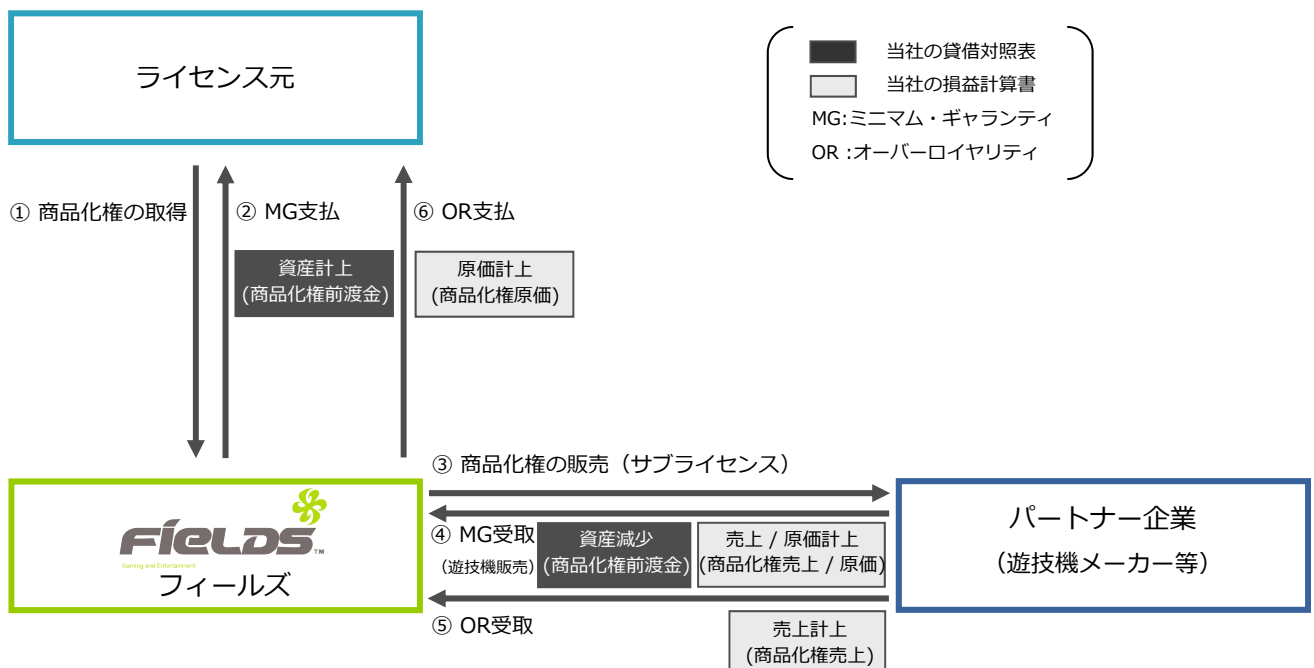 ライセンス元
当社の貸借対照表
当社の損益計算書
MG:ミニマム・ギャランティ
OR :オーバーロイヤリティ
① 商品化権の取得
② MG支払
⑥ OR支払
資産計上
(商品化権前渡金)
原価計上
(商品化権原価)
③ 商品化権の販売（サブライセンス）
FIELDS™
Gaming and Entertainment
フィールズ
④ MG受取
（遊技機販売）
資産減少
(商品化権前渡金)
売上 / 原価計上
(商品化権売上 / 原価)
パートナー企業
（遊技機メーカー等）
⑤ OR受取
売上計上
(商品化権売上)